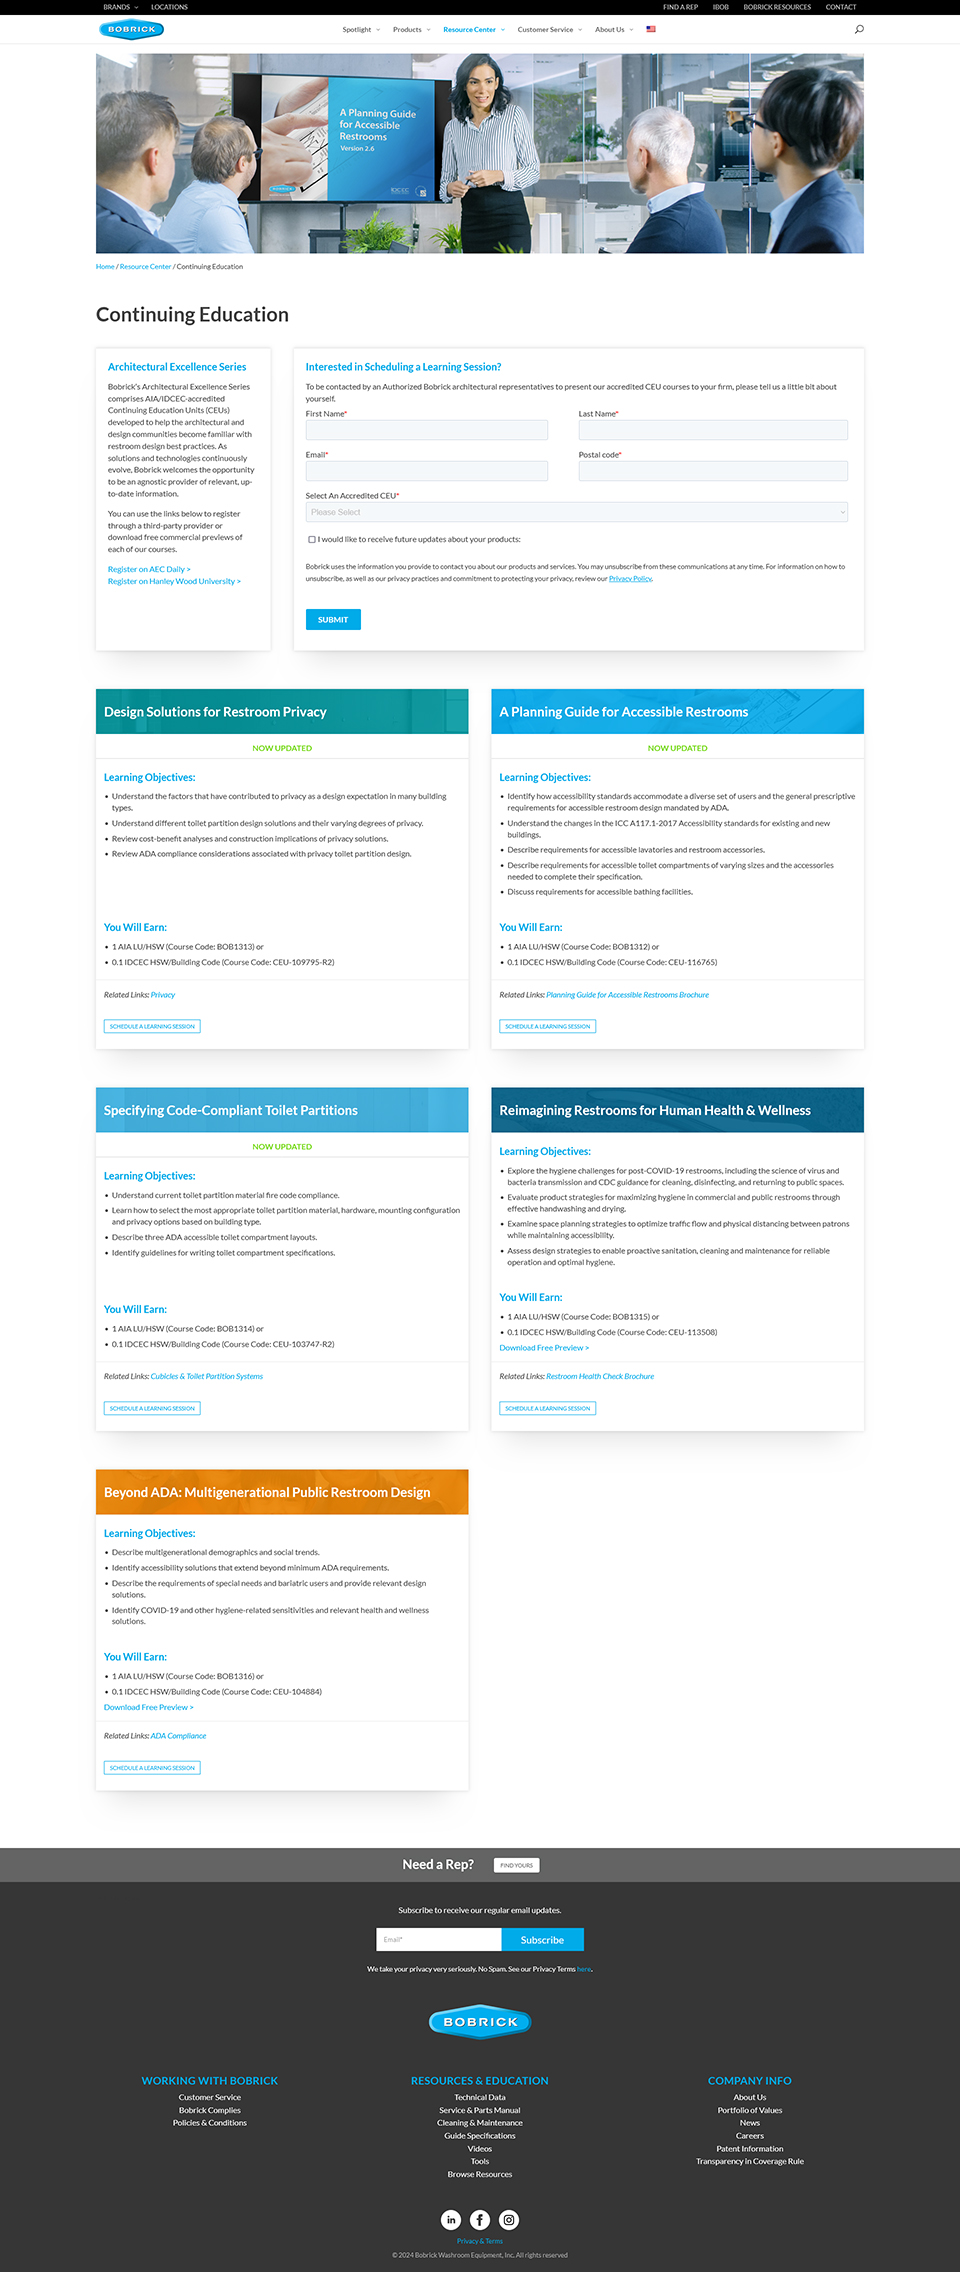 BRANDS LOCATIONS FIND A REP IBOB BOBRICK RESOURCES CONTACT
BOBRICK Spotlight Products Resource Center Customer Service About Us
A Planning Guide
for Accessible
Restrooms
Version 2.6
BOBRICK
Home / Resource Center / Continuing Education
Continuing Education
Architectural Excellence Series
Bobrick's Architectural Excellence Series
comprises AIA/IDCEC-accredited
Continuing Education Units (CEUs)
developed to help the architectural and
design communities become familiar with
restroom design best practices. As
solutions and technologies continuously
evolve, Bobrick welcomes the opportunity
to be an agnostic provider of relevant, up-
to-date information.
You can use the links below to register
through a third-party provider or
download free commercial previews of
each of our courses.
Register on AEC Daily >
Register on Hanley Wood University >
Interested in Scheduling a Learning Session?
To be contacted by an Authorized Bobrick architectural representatives to present our accredited CEU courses to your firm, please tell us a little bit about
yourself.
First Name* Last Name*
Email* Postal code*
Select An Accredited CEU*
Please Select
I would like to receive future updates about your products:
Bobrick uses the information you provide to contact you about our products and services. You may unsubscribe from these communications at any time. For information on how to
unsubscribe, as well as our privacy practices and commitment to protecting your privacy, review our Privacy Policy.
SUBMIT
Design Solutions for Restroom Privacy
NOW UPDATED
Learning Objectives:
• Understand the factors that have contributed to privacy as a design expectation in many building
types.
• Understand different toilet partition design solutions and their varying degrees of privacy.
• Review cost-benefit analyses and construction implications of privacy solutions.
• Review ADA compliance considerations associated with privacy toilet partition design.
You Will Earn:
• 1 AIA LU/HSW (Course Code: BOB1313) or
• 0.1 IDCEC HSW/Building Code (Course Code: CEU-109795-R2)
Related Links: Privacy
SCHEDULE A LEARNING SESSION
A Planning Guide for Accessible Restrooms
NOW UPDATED
Learning Objectives:
• Identify how accessibility standards accommodate a diverse set of users and the general prescriptive
requirements for accessible restroom design mandated by ADA.
• Understand the changes in the ICC A117.1-2017 Accessibility standards for existing and new
buildings.
• Describe requirements for accessible lavatories and restroom accessories.
• Describe requirements for accessible toilet compartments of varying sizes and the accessories
needed to complete their specification.
• Discuss requirements for accessible bathing facilities.
You Will Earn:
• 1 AIA LU/HSW (Course Code: BOB1312) or
• 0.1 IDCEC HSW/Building Code (Course Code: CEU-116765)
Related Links: Planning Guide for Accessible Restrooms Brochure
SCHEDULE A LEARNING SESSION
Specifying Code-Compliant Toilet Partitions
NOW UPDATED
Learning Objectives:
• Understand current toilet partition material fire code compliance.
• Learn how to select the most appropriate toilet partition material, hardware, mounting configuration
and privacy options based on building type.
• Describe three ADA accessible toilet compartment layouts.
• Identify guidelines for writing toilet compartment specifications.
You Will Earn:
• 1 AIA LU/HSW (Course Code: BOB1314) or
• 0.1 IDCEC HSW/Building Code (Course Code: CEU-103747-R2)
Related Links: Cubicles & Toilet Partition Systems
SCHEDULE A LEARNING SESSION
Reimagining Restrooms for Human Health & Wellness
Learning Objectives:
• Explore the hygiene challenges for post-COVID-19 restrooms, including the science of virus and
bacteria transmission and CDC guidance for cleaning, disinfecting, and returning to public spaces.
• Evaluate product strategies for maximizing hygiene in commercial and public restrooms through
effective handwashing and drying.
• Examine space planning strategies to optimize traffic flow and physical distancing between patrons
while maintaining accessibility.
• Assess design strategies to enable proactive sanitation, cleaning and maintenance for reliable
operation and optimal hygiene.
You Will Earn:
• 1 AIA LU/HSW (Course Code: BOB1315) or
• 0.1 IDCEC HSW/Building Code (Course Code: CEU-113508)
Download Free Preview >
Related Links: Restroom Health Check Brochure
SCHEDULE A LEARNING SESSION
Beyond ADA: Multigenerational Public Restroom Design
Learning Objectives:
• Describe multigenerational demographics and social trends.
• Identify accessibility solutions that extend beyond minimum ADA requirements.
• Describe the requirements of special needs and bariatric users and provide relevant design
solutions.
• Identify COVID-19 and other hygiene-related sensitivities and relevant health and wellness
solutions.
You Will Earn:
• 1 AIA LU/HSW (Course Code: BOB1316) or
• 0.1 IDCEC HSW/Building Code (Course Code: CEU-104884)
Download Free Preview >
Related Links: ADA Compliance
SCHEDULE A LEARNING SESSION
Need a Rep? FIND YOURS
Subscribe to receive our regular email updates.
Email* Subscribe
We take your privacy very seriously. No Spam. See our Privacy Terms here.
BOBRICK
WORKING WITH BOBRICK
Customer Service
Bobrick Complies
Policies & Conditions
RESOURCES & EDUCATION
Technical Data
Service & Parts Manual
Cleaning & Maintenance
Guide Specifications
Videos
Tools
Browse Resources
COMPANY INFO
About Us
Portfolio of Values
News
Careers
Patent Information
Transparency in Coverage Rule
Privacy & Terms
© 2024 Bobrick Washroom Equipment, Inc. All rights reserved